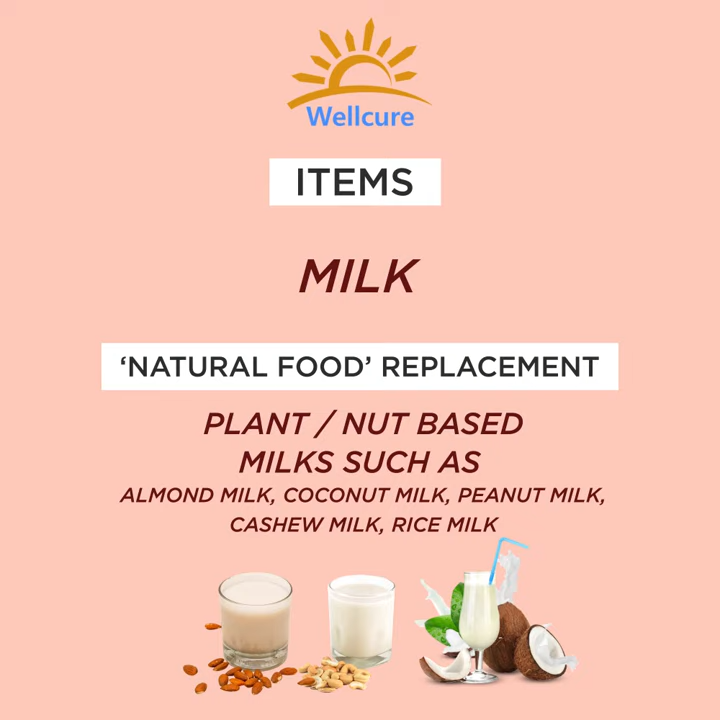 Wellcure
ITEMS
MILK
‘NATURAL FOOD’ REPLACEMENT
PLANT / NUT BASED
MILKS SUCH AS
ALMOND MILK, COCONUT MILK, PEANUT MILK,
CASHEW MILK, RICE MILK